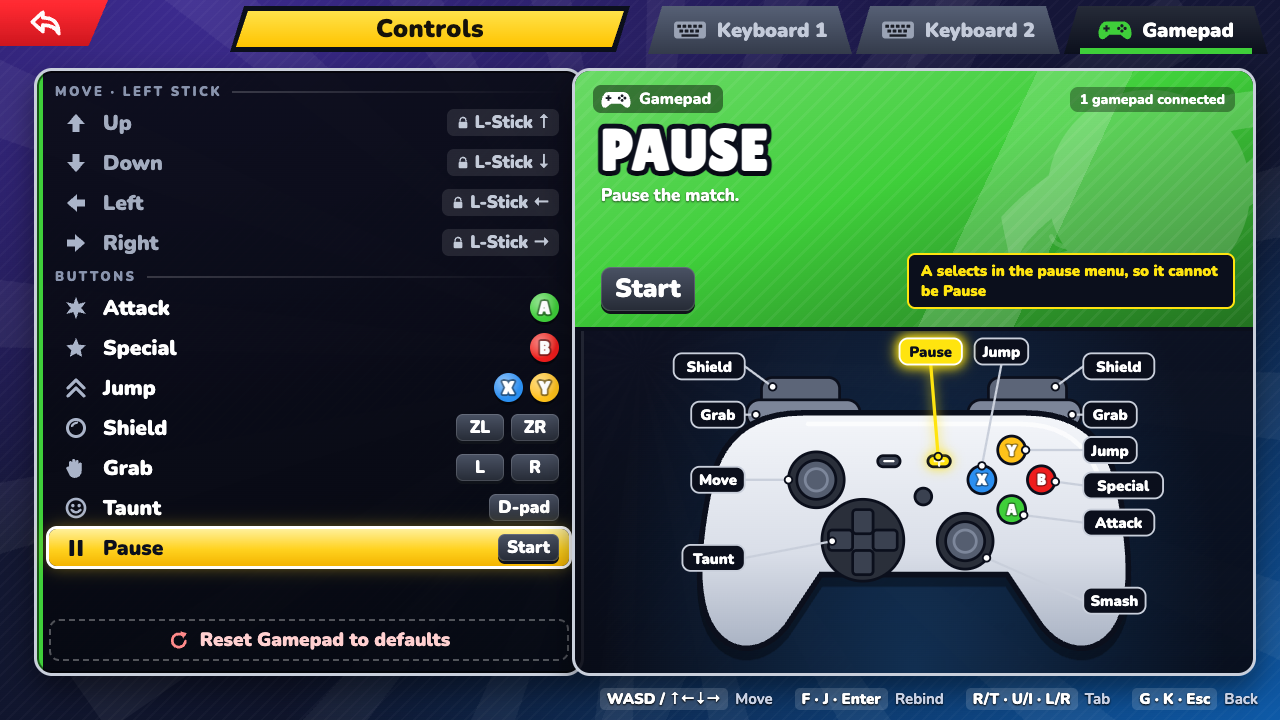 Controls
Keyboard 1
Keyboard 2
Gamepad
MOVE · LEFT STICK
Up
L-Stick ↑
Down
L-Stick ↓
Left
L-Stick ←
Right
L-Stick →
BUTTONS
Attack
A
Special
B
Jump
X Y
Shield
ZL ZR
Grab
L R
Taunt
D-pad
Pause
Start
Reset Gamepad to defaults
Gamepad
1 gamepad connected
PAUSE
Pause the match.
Start
A selects in the pause menu, so it cannot
be Pause
Pause
Jump
Shield
Shield
Grab
Grab
Y
Jump
Move
X
B
Special
A
Attack
Taunt
Smash
WASD / ↑←↓→ Move
F · J · Enter Rebind
R/T · U/I · L/R Tab
G · K · Esc Back